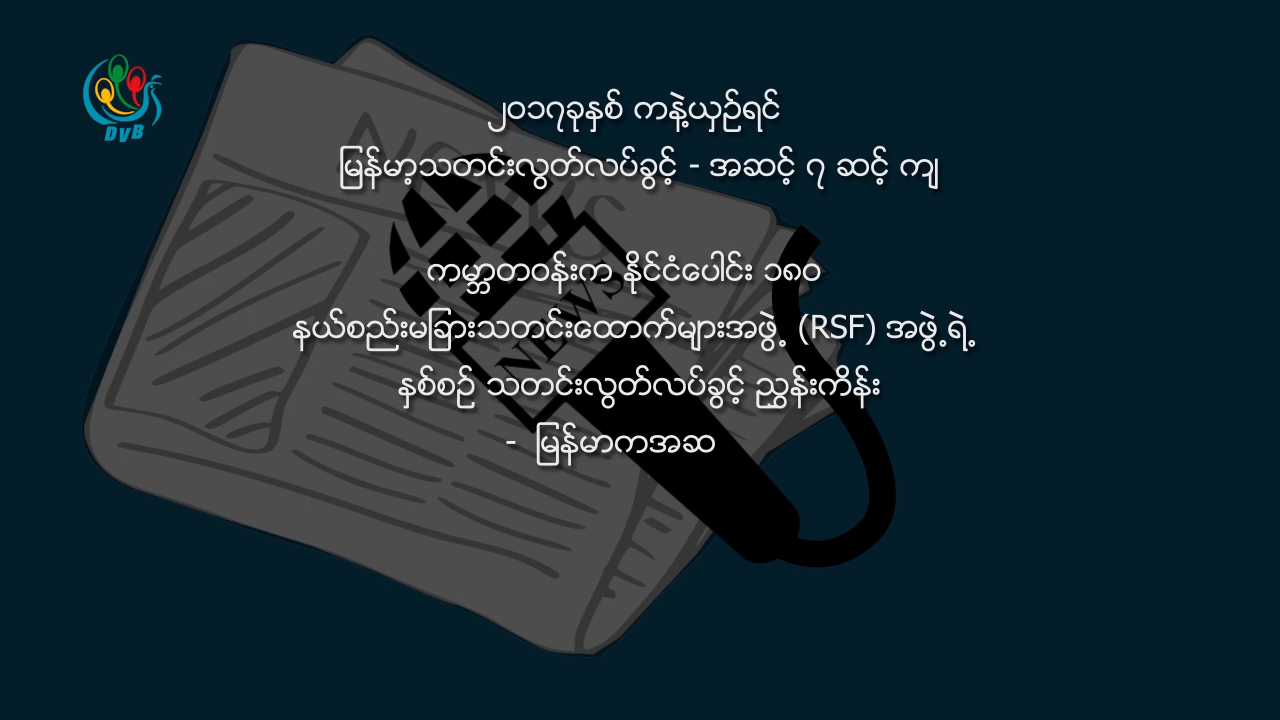 DVB
၂၀၁၇ခုနှစ် ကနဲ့ယှဉ်ရင်
မြန်မာ့သတင်းလွတ်လပ်ခွင့် - အဆင့် ၇ ဆင့် ကျ
ကမ္ဘာတဝန်းက နိုင်ငံပေါင်း ၁၈၀
နယ်စည်းမခြားသတင်းထောက်များအဖွဲ့ (RSF) အဖွဲ့ရဲ့
နှစ်စဉ် သတင်းလွတ်လပ်ခွင့် ညွှန်းကိန်း
- မြန်မာကအဆ
NEWS